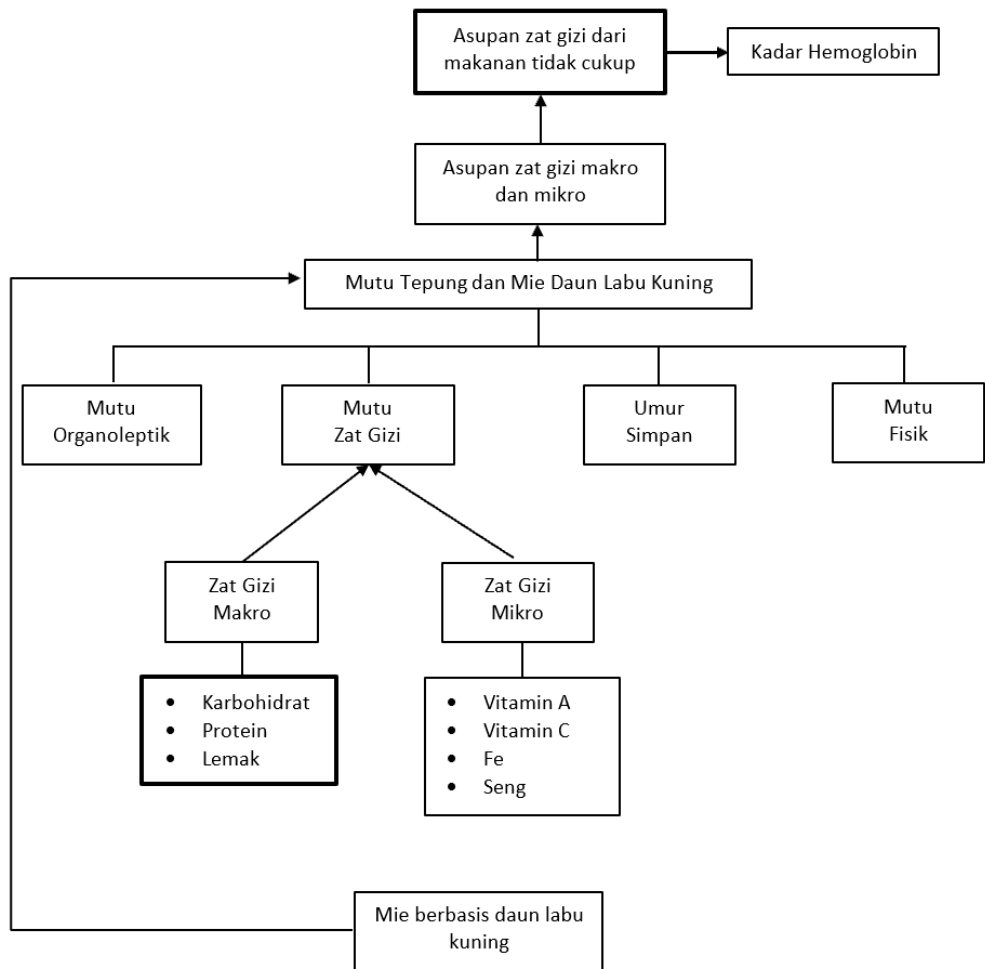 Asupan zat gizi dari
makanan tidak cukup
Kadar Hemoglobin
Asupan zat gizi makro
dan mikro
Mutu Tepung dan Mie Daun Labu Kuning
Mutu
Organoleptik
Mutu
Zat Gizi
Umur
Simpan
Mutu
Fisik
Zat Gizi
Makro
Zat Gizi
Mikro
• Karbohidrat
• Protein
• Lemak
• Vitamin A
• Vitamin C
• Fe
• Seng
Mie berbasis daun labu
kuning